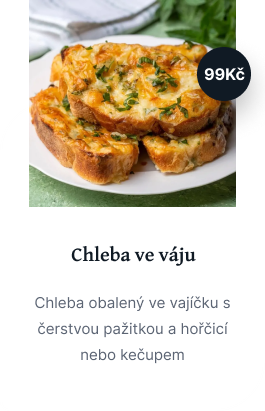 99Kč
Chleba ve váju
Chleba obalený ve vajíčku s
čerstvou pažitkou a hořčicí
nebo kečupem